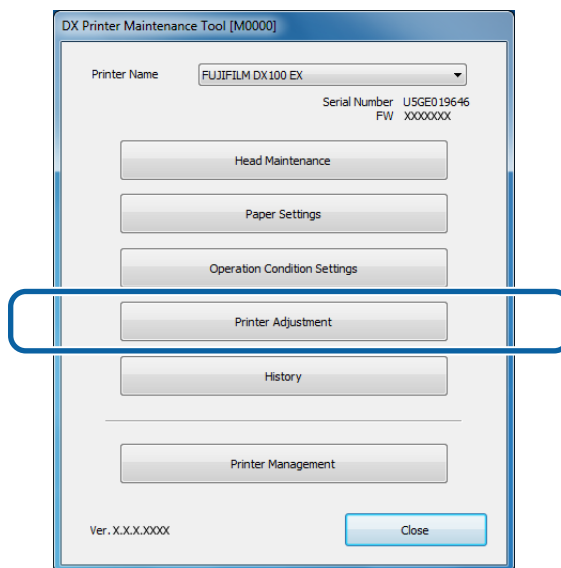 DX Printer Maintenance Tool [M0000]
Printer Name FUJIFILM DX100 EX
Serial Number U5GE019646
FW XXXXXXX
Head Maintenance
Paper Settings
Operation Condition Settings
Printer Adjustment
History
Printer Management
Ver. X.X.X.XXXX Close